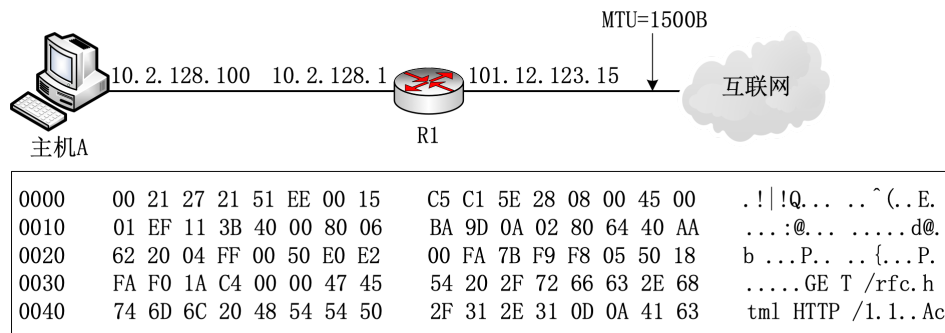 MTU=1500B
10.2.128.100 10.2.128.1 101.12.123.15 互联网
R1
主机A
0000 00 21 27 21 51 EE 00 15 C5 C1 5E 28 08 00 45 00 .!|!Q... ..^(..E.
0010 01 EF 11 3B 40 00 80 06 BA 9D 0A 02 80 64 40 AA ...:@... .....d@.
0020 62 20 04 FF 00 50 E0 E2 00 FA 7B F9 F8 05 50 18 b ...P.. ..{...P.
0030 FA F0 1A C4 00 00 47 45 54 20 2F 72 66 63 2E 68 .....GE T /rfc.h
0040 74 6D 6C 20 48 54 54 50 2F 31 2E 31 0D 0A 41 63 tml HTTP /1.1..Ac